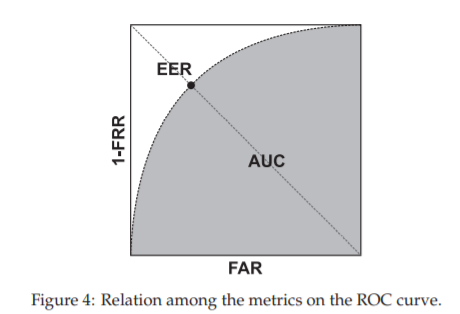 EER
1-FRR
AUC
FAR
Figure 4: Relation among the metrics on the ROC curve.